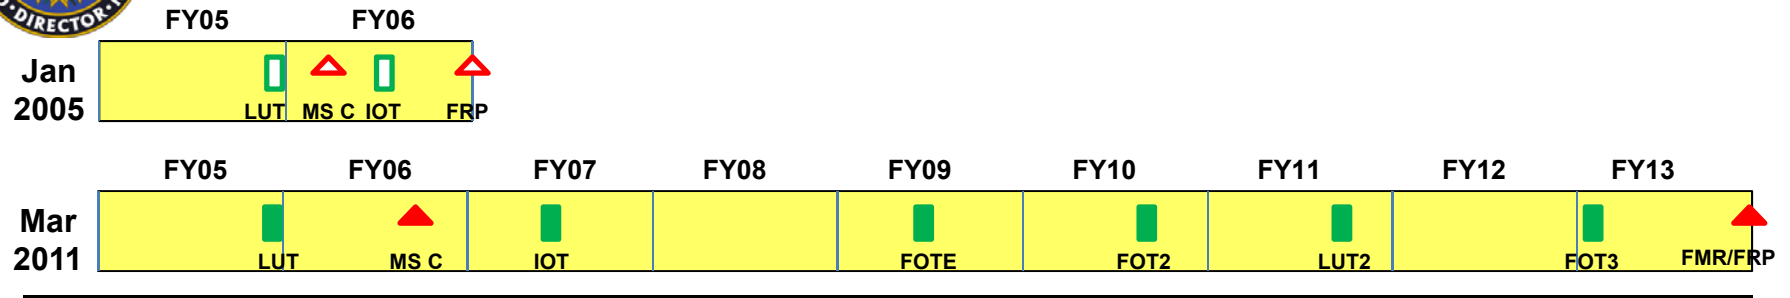 DIRECTOR
FY05 FY06
Jan
2005
LUT MS C IOT FRP
FY05 FY06 FY07 FY08 FY09 FY10 FY11 FY12 FY13
Mar
2011
LUT MS C IOT FOTE FOT2 LUT2 FOT3 FMR/FRP